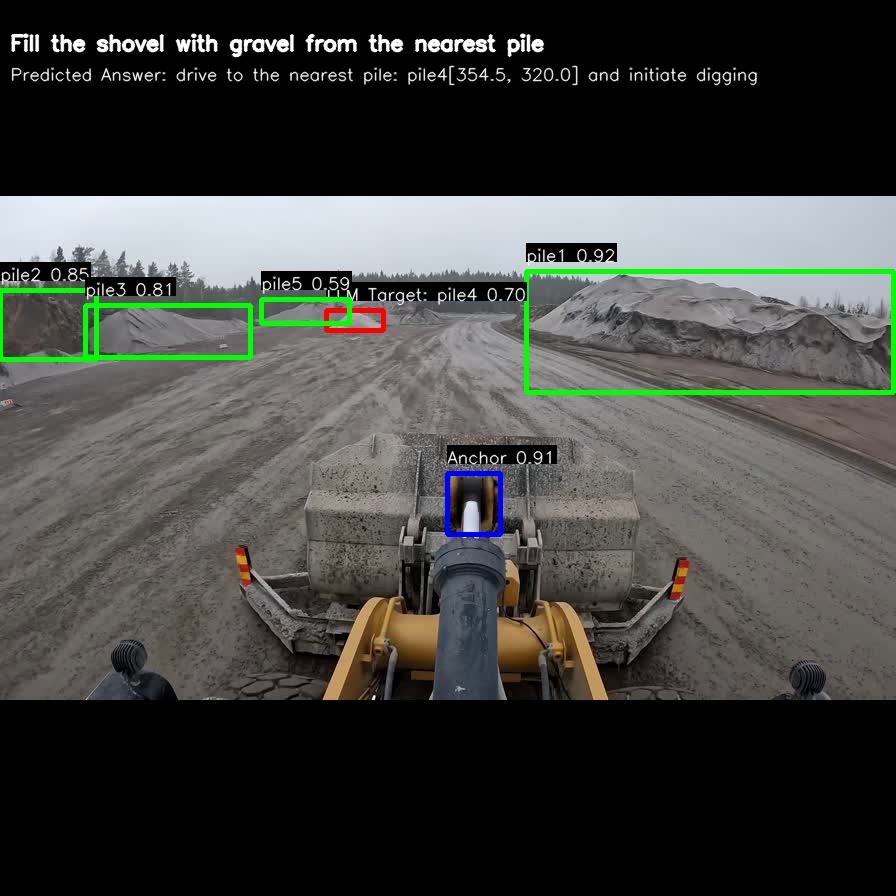 Fill the shovel with gravel from the nearest pile
Predicted Answer: drive to the nearest pile: pile4[354.5, 320.0] and initiate digging
pile1 0.92
pile2 0.85
pile5 0.59
pile3 0.81
LLM Target: pile4 0.70
Anchor 0.91